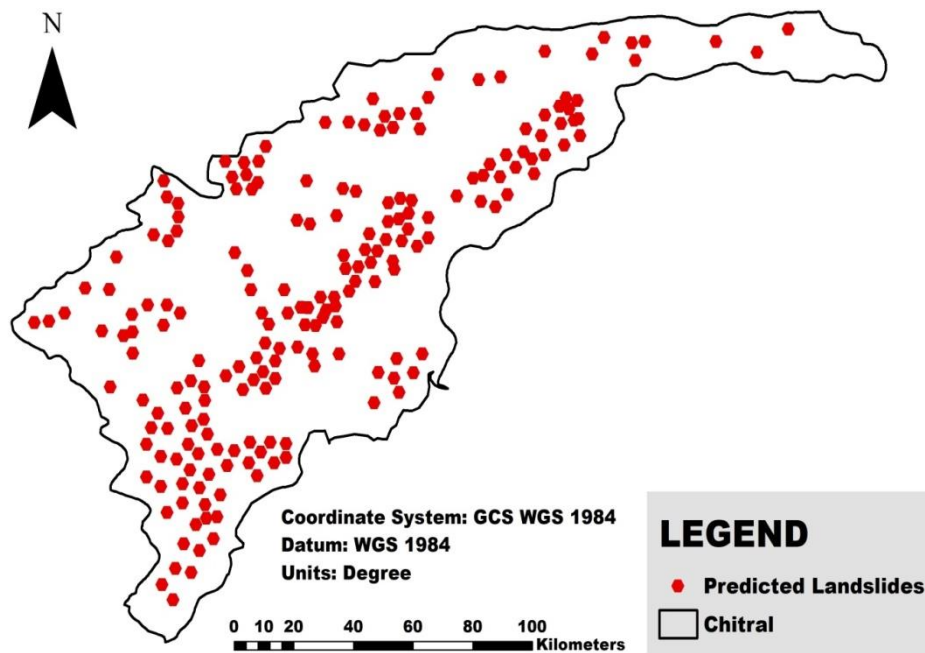 N
Coordinate System: GCS WGS 1984
Datum: WGS 1984
Units: Degree
0 10 20 40 60 80 100
Kilometers
LEGEND
Predicted Landslides
Chitral